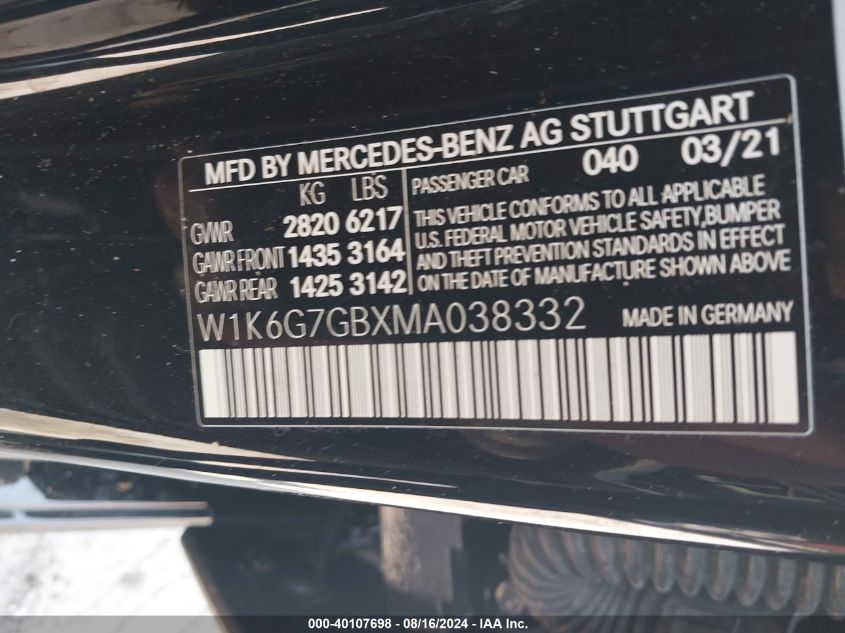 MFD BY MERCEDES-BENZ AG STUTTGART
KG LBS
GVWR 2820 6217
GAWR FRONT 1435 3164
GAWR REAR 1425 3142
PASSENGER CAR 040 03/21
THIS VEHICLE CONFORMS TO ALL APPLICABLE
U.S. FEDERAL MOTOR VEHICLE SAFETY,BUMPER
AND THEFT PREVENTION STANDARDS IN EFFECT
ON THE DATE OF MANUFACTURE SHOWN ABOVE
W1K6G7GBXMA038332 MADE IN GERMANY
000-40107698 - 08/16/2024 - IAA Inc.